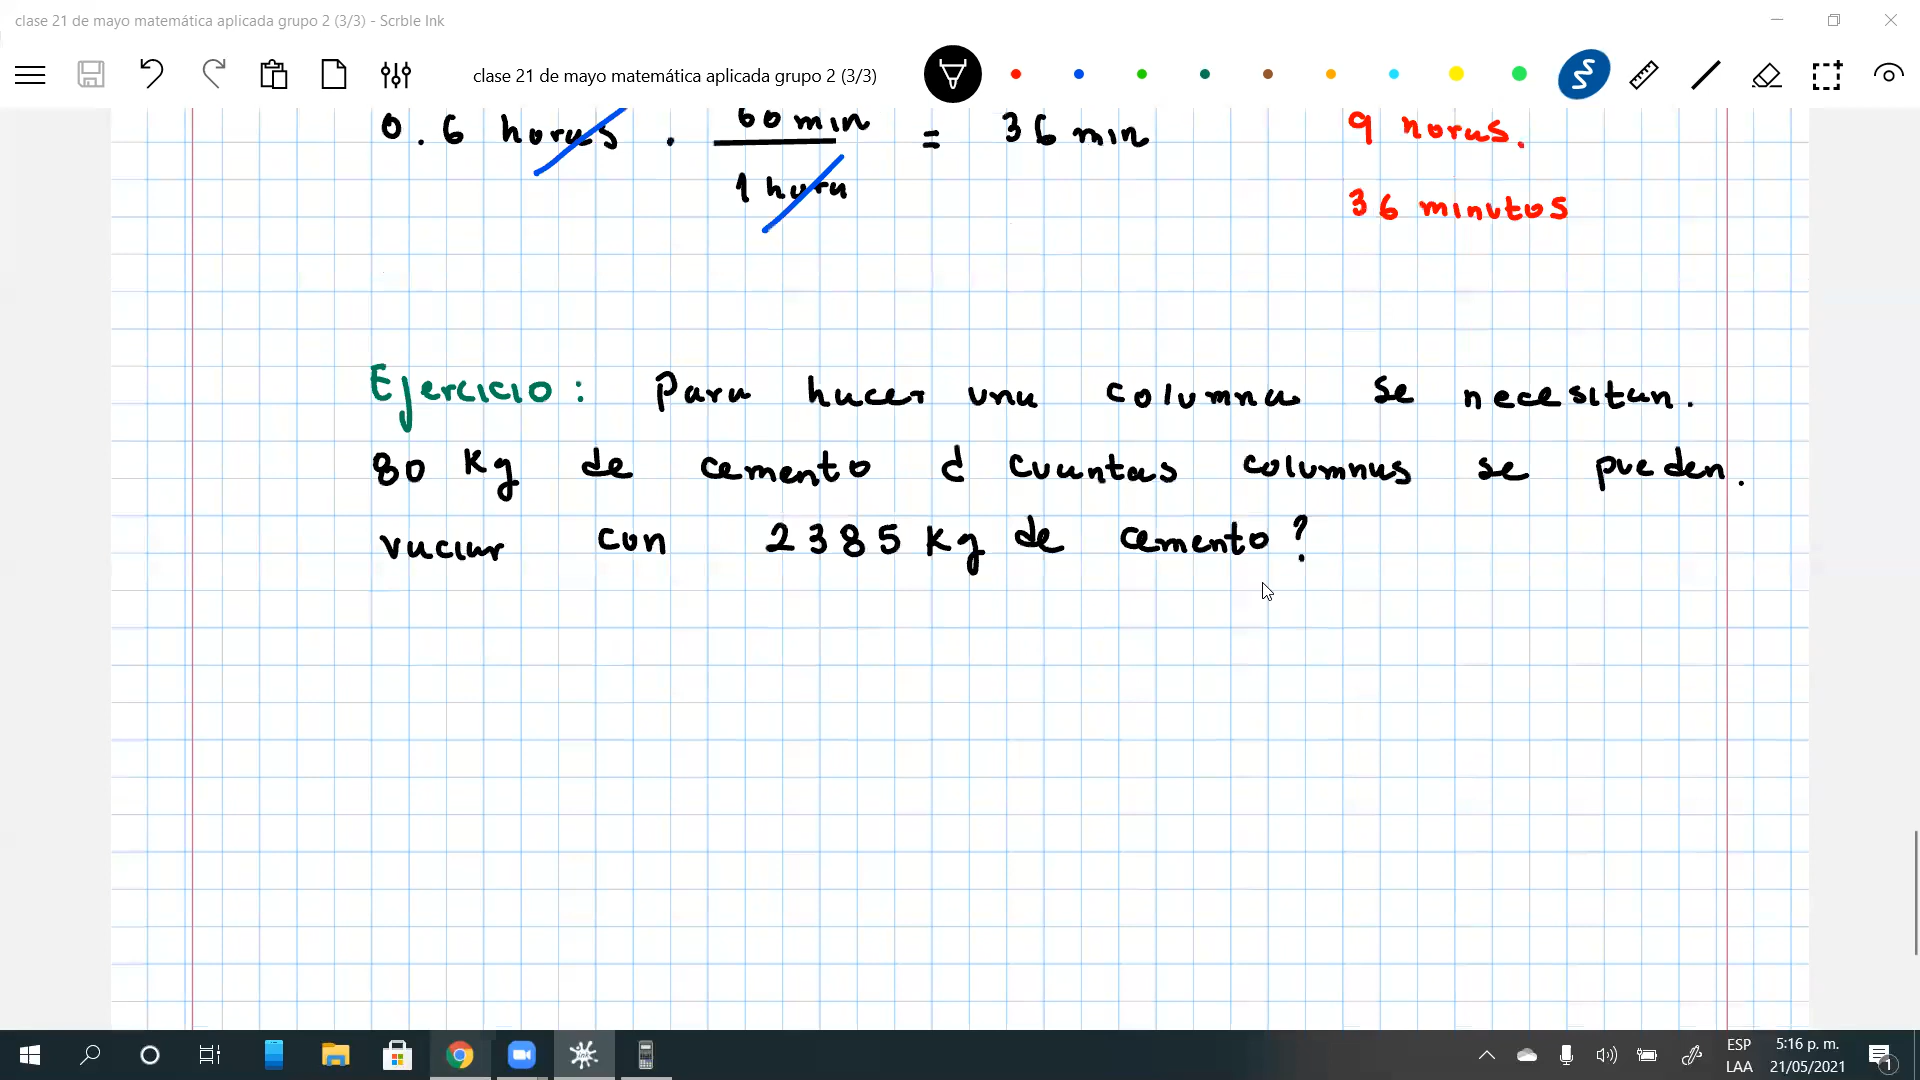 clase 21 de mayo matemática aplicada grupo 2 (3/3) - Scrble Ink
clase 21 de mayo matemática aplicada grupo 2 (3/3)
0.6 horas . 60 min = 36 min
1 hora
9 horas.
36 minutos
Ejercicio: Para hacer una columna se necesitan.
80 Kg de cemento ¿ cuantas columnas se pueden.
vaciar con 2385 Kg de cemento?
ESP
LAA
5:16 p. m.
21/05/2021
1